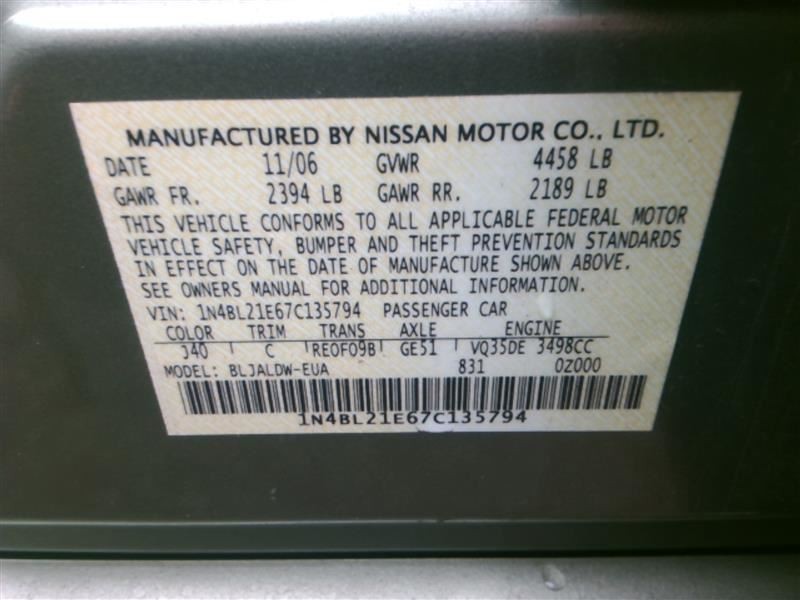 MANUFACTURED BY NISSAN MOTOR CO., LTD.
DATE 11/06 GVWR 4458 LB
GAWR FR. 2394 LB GAWR RR. 2189 LB
THIS VEHICLE CONFORMS TO ALL APPLICABLE FEDERAL MOTOR
VEHICLE SAFETY, BUMPER AND THEFT PREVENTION STANDARDS
IN EFFECT ON THE DATE OF MANUFACTURE SHOWN ABOVE.
SEE OWNERS MANUAL FOR ADDITIONAL INFORMATION.
VIN: 1N4BL21E67C135794 PASSENGER CAR
COLOR TRIM TRANS AXLE ENGINE
J40 C RE0F09B GE51 VQ35DE 3498CC
MODEL: BLJALDW-EUA 831 0Z000
1N4BL21E67C135794